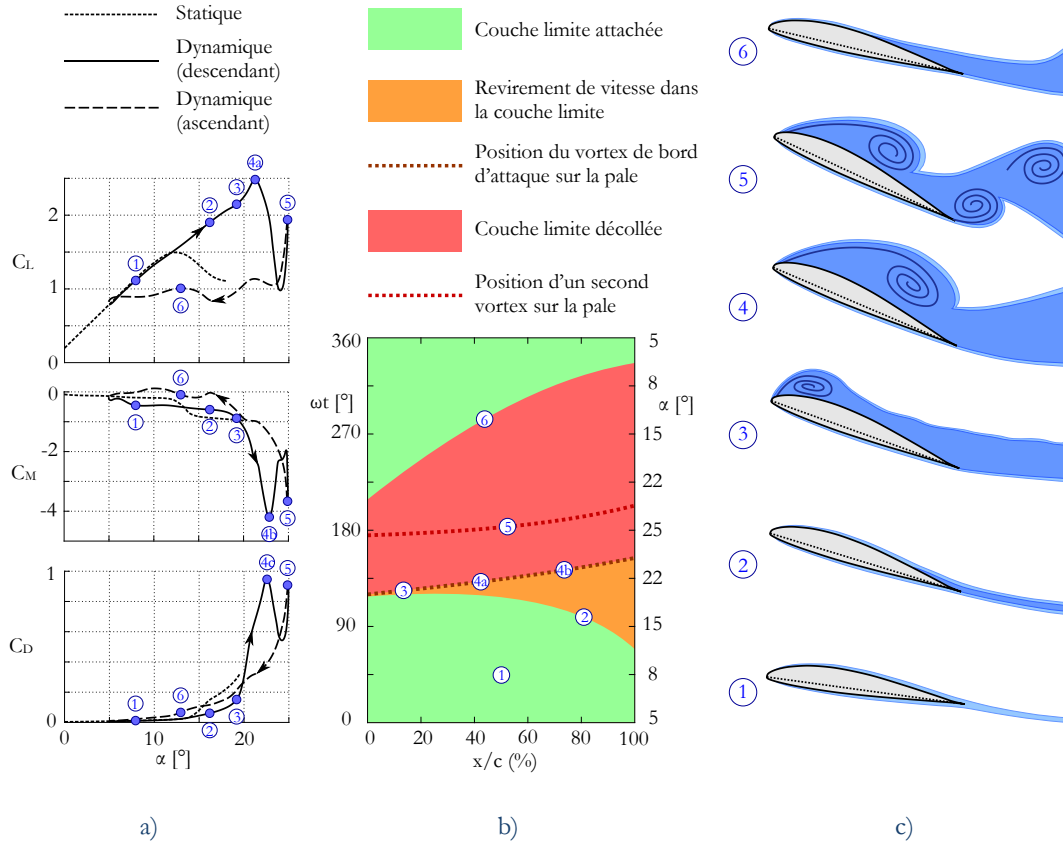 Statique
Dynamique
(descendant)
Dynamique
(ascendant)
4a
3
5
2
2
1
C_L
1
6
0
6
0
1
2
3
-2
C_M
-4
4b
5
1
4c
5
C_D
6
1
2
3
0
0
10
20
α [°]
a)
Couche limite attachée
Revirement de vitesse dans
la couche limite
Position du vortex de bord
d'attaque sur la pale
Couche limite décollée
Position d'un second
vortex sur la pale
360
5
ωt [°]
8
α [°]
6
270
15
22
180
5
25
4b
22
4a
3
90
2
15
1
8
0
5
0
20
40
60
80
100
x/c (%)
b)
6
5
4
3
2
1
c)